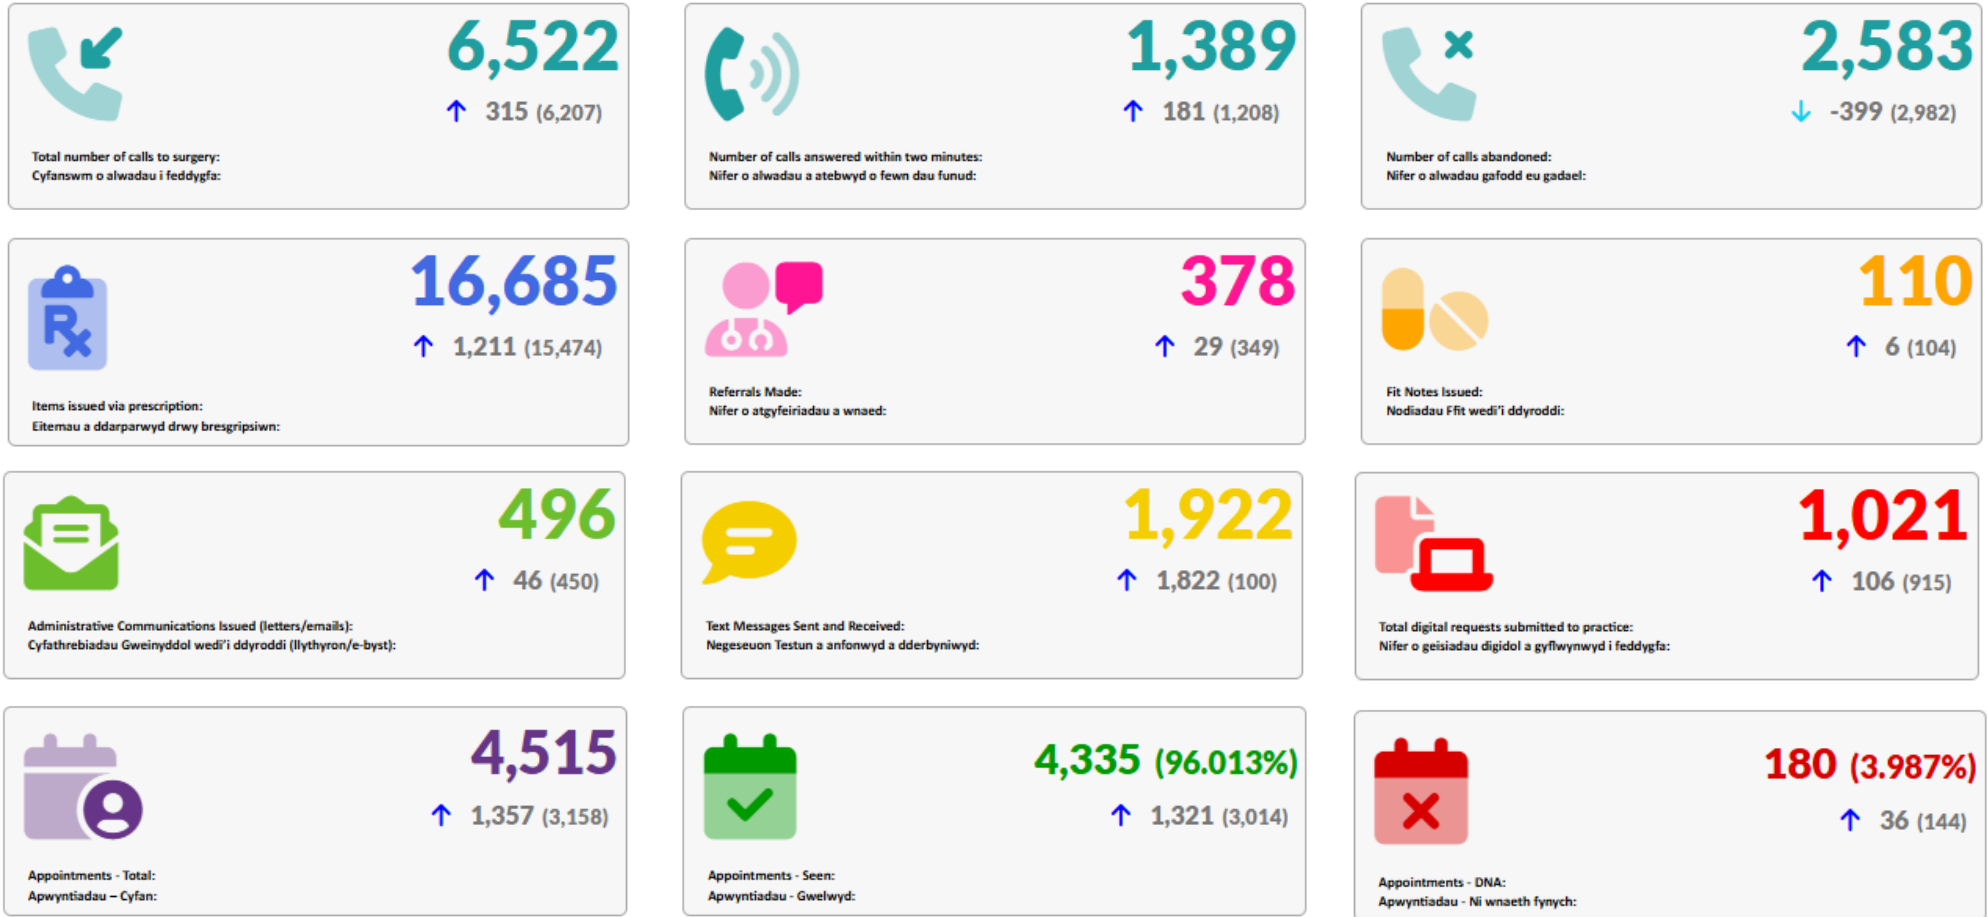 6,522
↑ 315 (6,207)
Total number of calls to surgery:
Cyfanswm o alwadau i feddygfa:
1,389
↑ 181 (1,208)
Number of calls answered within two minutes:
Nifer o alwadau a atebwyd o fewn dau funud:
2,583
↓ -399 (2,982)
Number of calls abandoned:
Nifer o alwadau gafodd eu gadael:
Rx
16,685
↑ 1,211 (15,474)
Items issued via prescription:
Eitemau a ddarparwyd drwy bresgripsiwn:
378
↑ 29 (349)
Referrals Made:
Nifer o atgyfeiriadau a wnaed:
110
↑ 6 (104)
Fit Notes Issued:
Nodiadau Ffit wedi'i ddyroddi:
496
↑ 46 (450)
Administrative Communications Issued (letters/emails):
Cyfathrebiadau Gweinyddol wedi'i ddyroddi (llythyron/e-byst):
1,922
↑ 1,822 (100)
Text Messages Sent and Received:
Negeseuon Testun a anfonwyd a dderbyniwyd:
1,021
↑ 106 (915)
Total digital requests submitted to practice:
Nifer o geisiadau digidol a gyflwynwyd i feddygfa:
4,515
↑ 1,357 (3,158)
Appointments - Total:
Apwyntiadau – Cyfan:
4,335 (96.013%)
↑ 1,321 (3,014)
Appointments - Seen:
Apwyntiadau - Gwelwyd:
180 (3.987%)
↑ 36 (144)
Appointments - DNA:
Apwyntiadau - Ni wnaeth fynych: